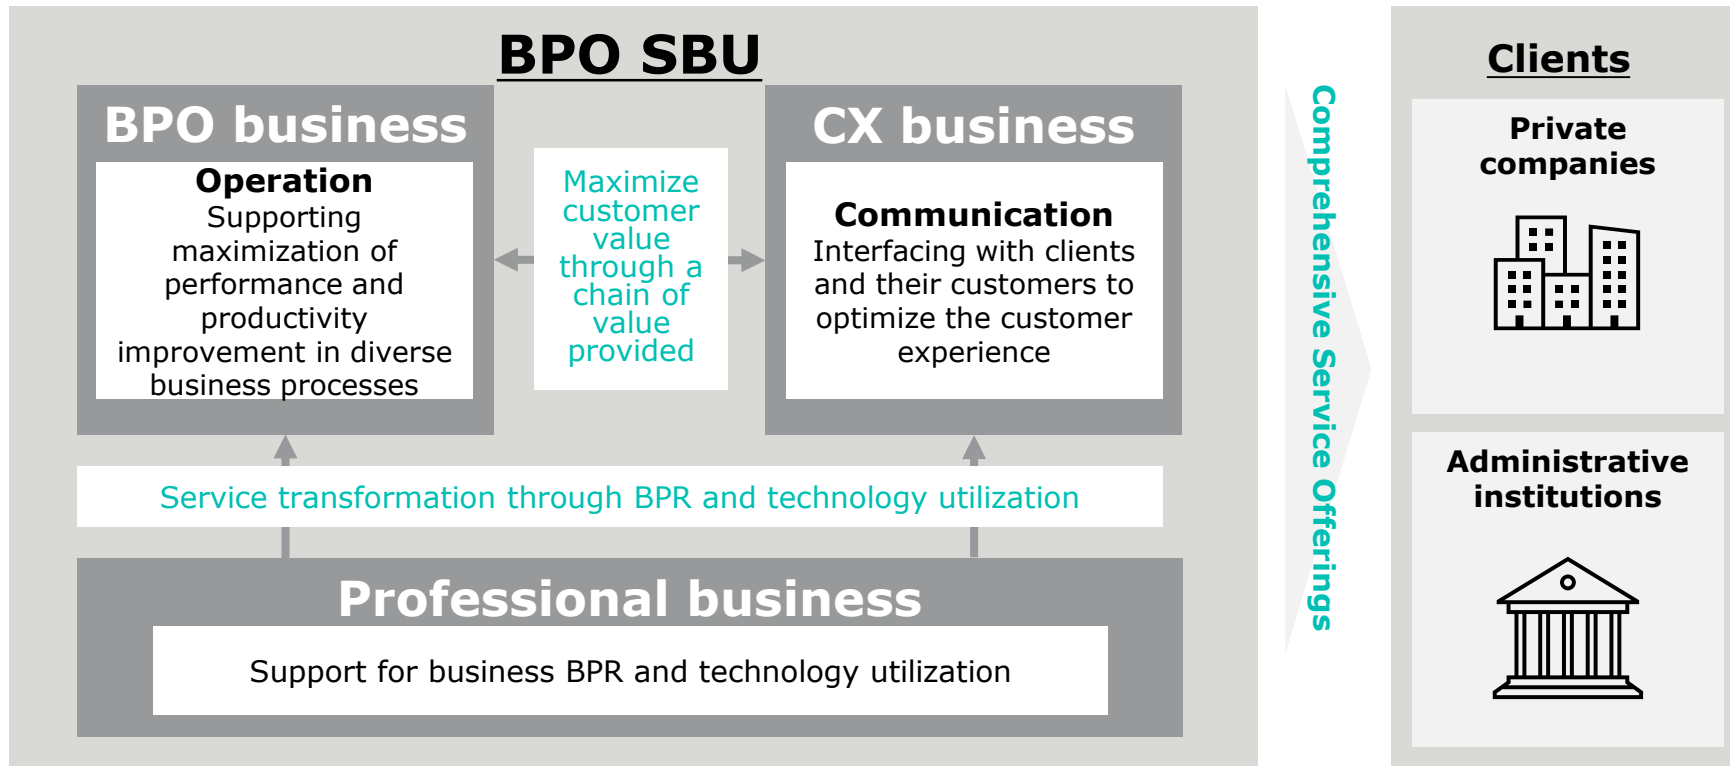 BPO SBU
BPO business
Operation
Supporting
maximization of
performance and
productivity
improvement in diverse
business processes
Maximize
customer
value
through a
chain of
value
provided
CX business
Communication
Interfacing with clients
and their customers to
optimize the customer
experience
Service transformation through BPR and technology utilization
Professional business
Support for business BPR and technology utilization
Comprehensive Service Offerings
Clients
Private
companies
Administrative
institutions